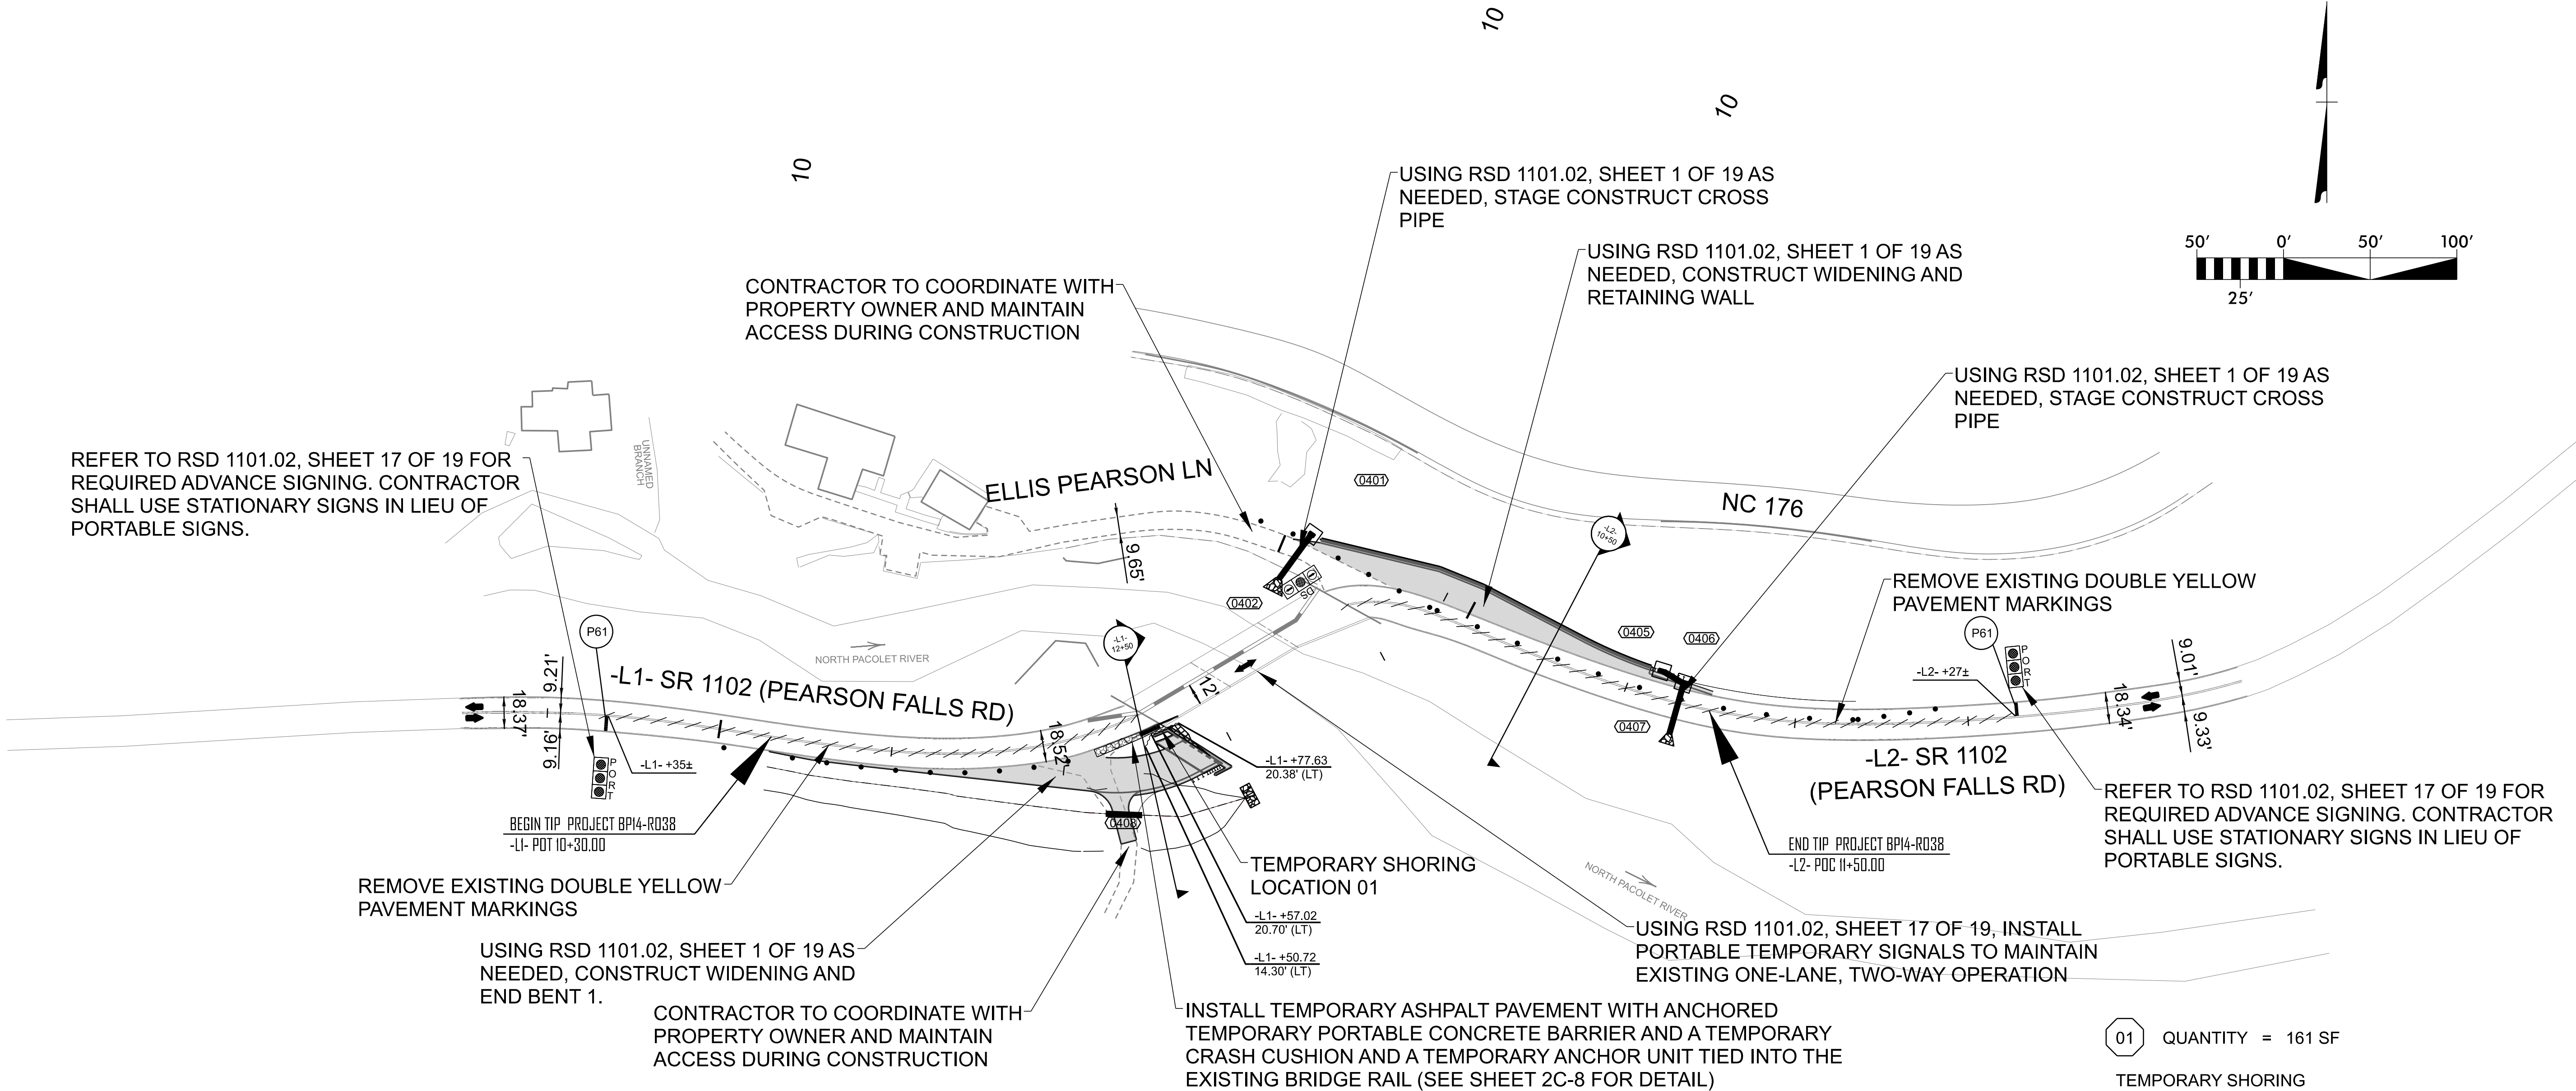 10
10
10
50'
0'
50'
100'
25'
USING RSD 1101.02, SHEET 1 OF 19 AS
NEEDED, STAGE CONSTRUCT CROSS
PIPE
USING RSD 1101.02, SHEET 1 OF 19 AS
NEEDED, CONSTRUCT WIDENING AND
RETAINING WALL
CONTRACTOR TO COORDINATE WITH
PROPERTY OWNER AND MAINTAIN
ACCESS DURING CONSTRUCTION
USING RSD 1101.02, SHEET 1 OF 19 AS
NEEDED, STAGE CONSTRUCT CROSS
PIPE
REFER TO RSD 1101.02, SHEET 17 OF 19 FOR
REQUIRED ADVANCE SIGNING. CONTRACTOR
SHALL USE STATIONARY SIGNS IN LIEU OF
PORTABLE SIGNS.
UNNAMED
BRANCH
ELLIS PEARSON LN
0401
NC 176
9.65'
-L2-
10+50
DS
0402
REMOVE EXISTING DOUBLE YELLOW
PAVEMENT MARKINGS
P61
P61
0405
0406
-L1-
12+50
NORTH PACOLET RIVER
PORT
-L2- +27±
9.01'
9.21'
18.37'
9.16'
-L1- SR 1102 (PEARSON FALLS RD)
12'
18.34'
9.33'
18.52'
0407
PORT
-L1- +35±
-L1- +77.63
20.38' (LT)
-L2- SR 1102
(PEARSON FALLS RD)
REFER TO RSD 1101.02, SHEET 17 OF 19 FOR
REQUIRED ADVANCE SIGNING. CONTRACTOR
SHALL USE STATIONARY SIGNS IN LIEU OF
PORTABLE SIGNS.
BEGIN TIP PROJECT BP14-R038
-L1- POT 10+30.00
0408
END TIP PROJECT BP14-R038
-L2- POC 11+50.00
TEMPORARY SHORING
LOCATION 01
NORTH PACOLET RIVER
REMOVE EXISTING DOUBLE YELLOW
PAVEMENT MARKINGS
-L1- +57.02
20.70' (LT)
-L1- +50.72
14.30' (LT)
USING RSD 1101.02, SHEET 17 OF 19, INSTALL
PORTABLE TEMPORARY SIGNALS TO MAINTAIN
EXISTING ONE-LANE, TWO-WAY OPERATION
USING RSD 1101.02, SHEET 1 OF 19 AS
NEEDED, CONSTRUCT WIDENING AND
END BENT 1.
CONTRACTOR TO COORDINATE WITH
PROPERTY OWNER AND MAINTAIN
ACCESS DURING CONSTRUCTION
INSTALL TEMPORARY ASHPALT PAVEMENT WITH ANCHORED
TEMPORARY PORTABLE CONCRETE BARRIER AND A TEMPORARY
CRASH CUSHION AND A TEMPORARY ANCHOR UNIT TIED INTO THE
EXISTING BRIDGE RAIL (SEE SHEET 2C-8 FOR DETAIL)
01 QUANTITY = 161 SF
TEMPORARY SHORING